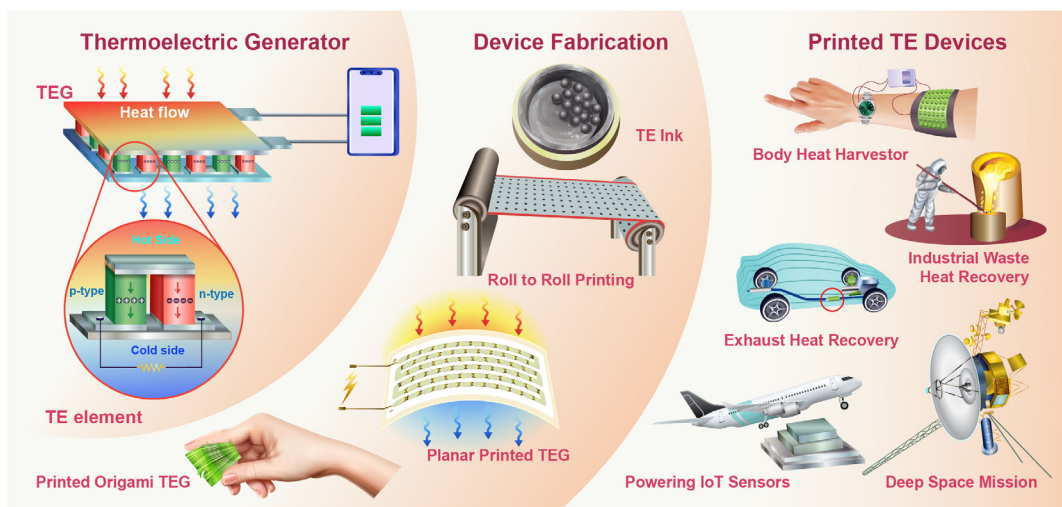 Thermoelectric Generator
TEG
Heat flow
Hot Side
p-type
n-type
Cold side
TE element
Printed Origami TEG
Device Fabrication
TE Ink
Roll to Roll Printing
Planar Printed TEG
Printed TE Devices
Body Heat Harvestor
Industrial Waste
Heat Recovery
Exhaust Heat Recovery
Powering IoT Sensors
Deep Space Mission